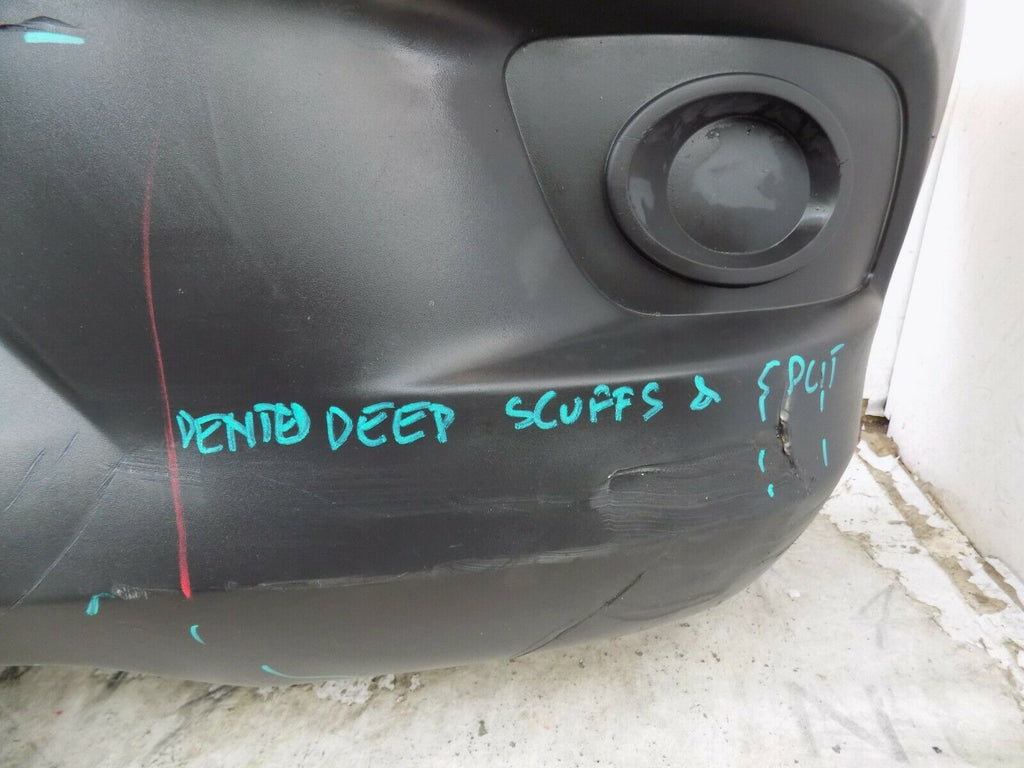 DENTED DEEP SCUFFS & SPLIT